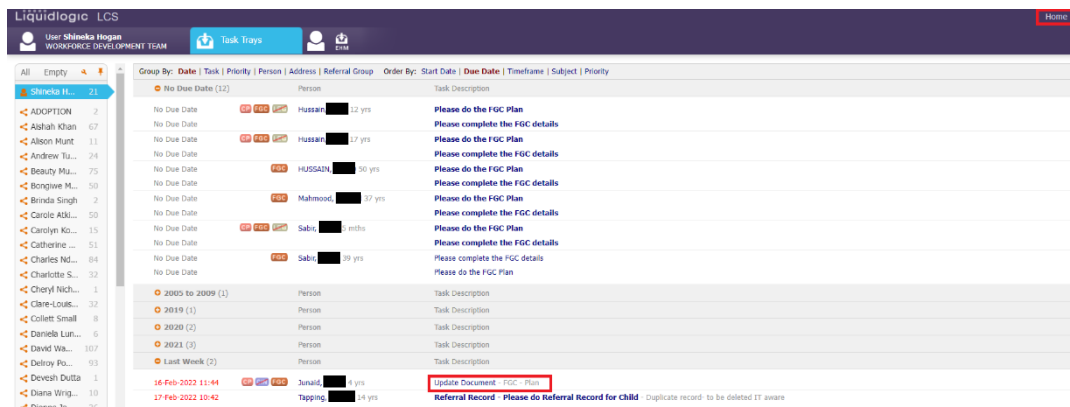 Liquidlogic LCS
Home
User Shineka Hogan
WORKFORCE DEVELOPMENT TEAM
Task Trays
EHM
All Empty
Group By: Date | Task | Priority | Person | Address | Referral Group Order By: Start Date | Due Date | Timeframe | Subject | Priority
Shineka H... 21
No Due Date (12) Person Task Description
ADOPTION 2
No Due Date CP FGC Hussain, 12 yrs Please do the FGC Plan
Aishah Khan 67
No Due Date Please complete the FGC details
Alison Munt 11
No Due Date CP FGC Hussain, 17 yrs Please do the FGC Plan
Andrew Tu... 24
No Due Date Please complete the FGC details
Beauty Mu... 75
No Due Date FGC HUSSAIN, 50 yrs Please do the FGC Plan
Bongiwe M... 50
No Due Date Please complete the FGC details
Brinda Singh 2
No Due Date FGC Mahmood, 37 yrs Please do the FGC Plan
Carole Atki... 50
No Due Date Please complete the FGC details
Carolyn Ko... 15
No Due Date CP FGC Sabir, 5 mths Please do the FGC Plan
Catherine ... 51
No Due Date Please complete the FGC details
Charles Nd... 84
No Due Date FGC Sabir, 39 yrs Please complete the FGC details
Charlotte S... 32
No Due Date Please do the FGC Plan
Cheryl Nich... 1
2005 to 2009 (1) Person Task Description
Clare-Louis... 32
2019 (1) Person Task Description
Collett Small 8
2020 (2) Person Task Description
Daniela Lun... 6
2021 (3) Person Task Description
David Wa... 107
Last Week (2) Person Task Description
Delroy Po... 93
16-Feb-2022 11:44 CP FGC Junaid, 4 yrs Update Document - FGC - Plan
Devesh Dutta 1
17-Feb-2022 10:42 Tapping, 14 yrs Referral Record - Please do Referral Record for Child - Duplicate record- to be deleted IT aware
Diana Wrig... 10